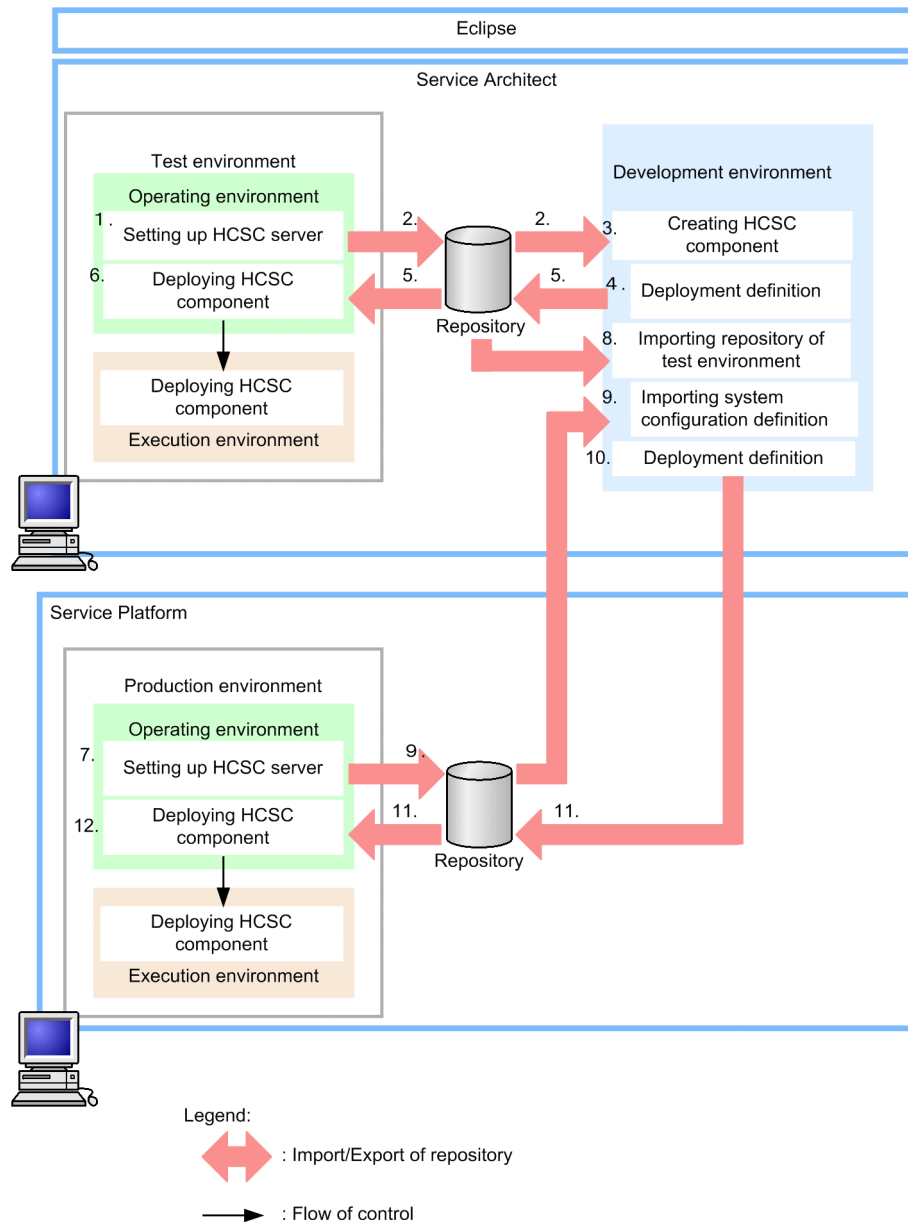 Eclipse
Service Architect
Test environment
Operating environment
1.
Setting up HCSC server
2.
2.
6.
Deploying HCSC
component
5.
5.
Repository
Deploying HCSC
component
Execution environment
Development environment
3.
Creating HCSC
component
4.
Deployment definition
8.
Importing repository of
test environment
9.
Importing system
configuration definition
10.
Deployment definition
Service Platform
Production environment
Operating environment
7.
Setting up HCSC server
9.
12.
Deploying HCSC
component
11.
11.
Repository
Deploying HCSC
component
Execution environment
Legend:
: Import/Export of repository
: Flow of control